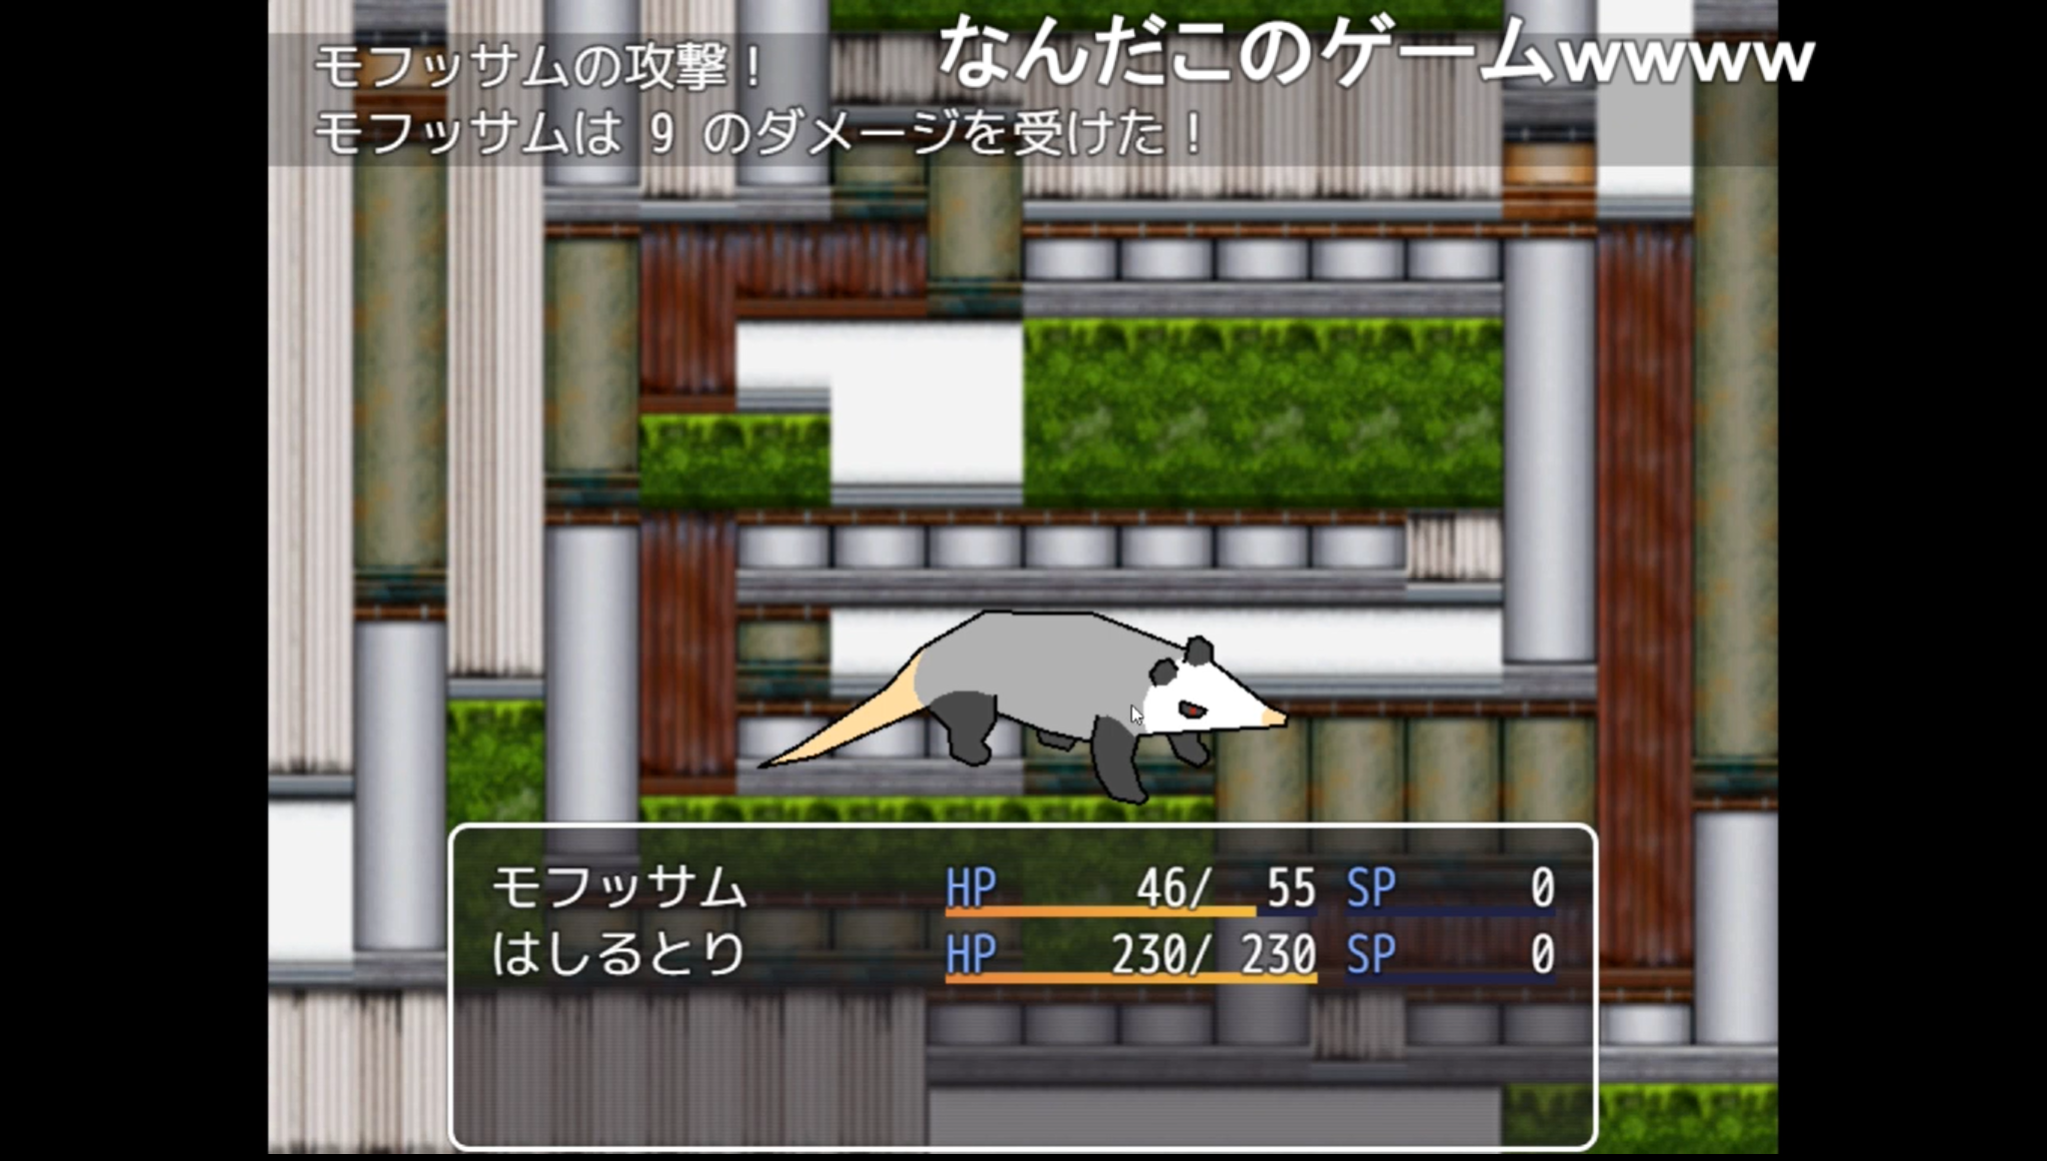 なんだこのゲームwwww
モフッサムの攻撃！
モフッサムは 9 のダメージを受けた！
モフッサム HP 46/ 55 SP 0
はしるとり HP 230/ 230 SP 0